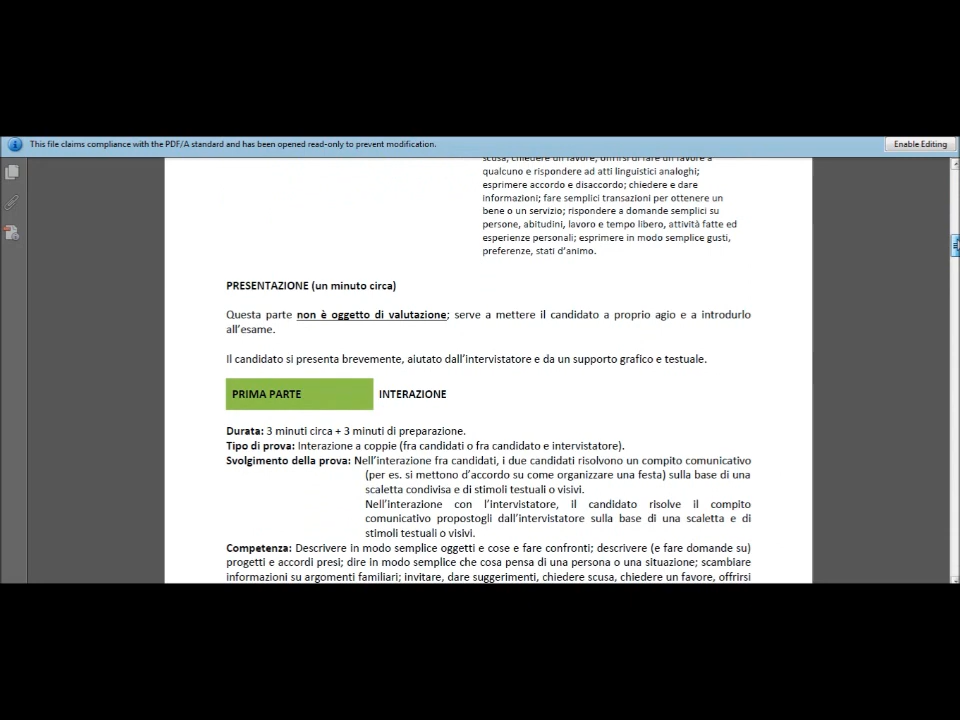 This file claims compliance with the PDF/A standard and has been opened read-only to prevent modification.
Enable Editing
scusa, chiedere un favore, offrirsi di fare un favore a
qualcuno e rispondere ad atti linguistici analoghi;
esprimere accordo e disaccordo; chiedere e dare
informazioni; fare semplici transazioni per ottenere un
bene o un servizio; rispondere a domande semplici su
persone, abitudini, lavoro e tempo libero, attività fatte ed
esperienze personali; esprimere in modo semplice gusti,
preferenze, stati d’animo.
PRESENTAZIONE (un minuto circa)
Questa parte non è oggetto di valutazione; serve a mettere il candidato a proprio agio e a introdurlo
all’esame.
Il candidato si presenta brevemente, aiutato dall’intervistatore e da un supporto grafico e testuale.
PRIMA PARTE INTERAZIONE
Durata: 3 minuti circa + 3 minuti di preparazione.
Tipo di prova: Interazione a coppie (fra candidati o fra candidato e intervistatore).
Svolgimento della prova: Nell’interazione fra candidati, i due candidati risolvono un compito comunicativo
(per es. si mettono d’accordo su come organizzare una festa) sulla base di una
scaletta condivisa e di stimoli testuali o visivi.
Nell’interazione con l’intervistatore, il candidato risolve il compito
comunicativo propostogli dall’intervistatore sulla base di una scaletta e di
stimoli testuali o visivi.
Competenza: Descrivere in modo semplice oggetti e cose e fare confronti; descrivere (e fare domande su)
progetti e accordi presi; dire in modo semplice che cosa pensa di una persona o una situazione; scambiare
informazioni su argomenti familiari; invitare, dare suggerimenti, chiedere scusa, chiedere un favore, offrirsi